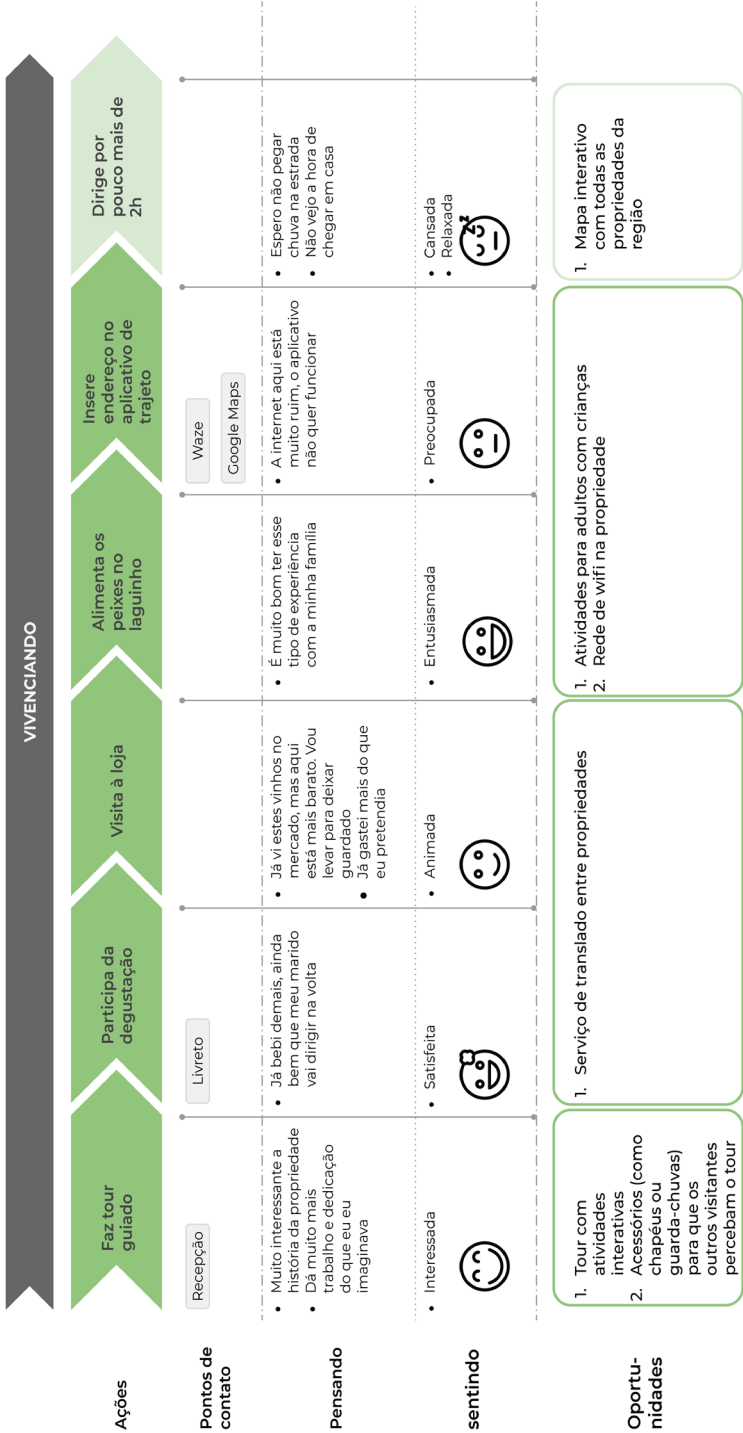 VIVENCIANDO
Ações
Faz tour
guiado
Participa da
degustação
Visita à loja
Alimenta os
peixes no
laguinho
Insere
endereço no
aplicativo de
trajeto
Dirige por
pouco mais de
2h
Pontos de
contato
Recepção
Livreto
Waze
Google Maps
Pensando
• Muito interessante a
história da propriedade
• Dá muito mais
trabalho e dedicação
do que eu eu
imaginava
• Já bebi demais, ainda
bem que meu marido
vai dirigir na volta
• Já vi estes vinhos no
mercado, mas aqui
está mais barato. Vou
levar para deixar
guardado
• Já gastei mais do que
eu pretendia
• É muito bom ter esse
tipo de experiência
com a minha família
• A internet aqui está
muito ruim, o aplicativo
não quer funcionar
• Espero não pegar
chuva na estrada
• Não vejo a hora de
chegar em casa
sentindo
• Interessada
• Satisfeita
• Animada
• Entusiasmada
• Preocupada
• Cansada
• Relaxada
Oportu-
nidades
1. Tour com
atividades
interativas
2. Acessórios (como
chapéus ou
guarda-chuvas)
para que os
outros visitantes
percebam o tour
1. Serviço de translado entre propriedades
1. Atividades para adultos com crianças
2. Rede de wifi na propriedade
1. Mapa interativo
com todas as
propriedades da
região